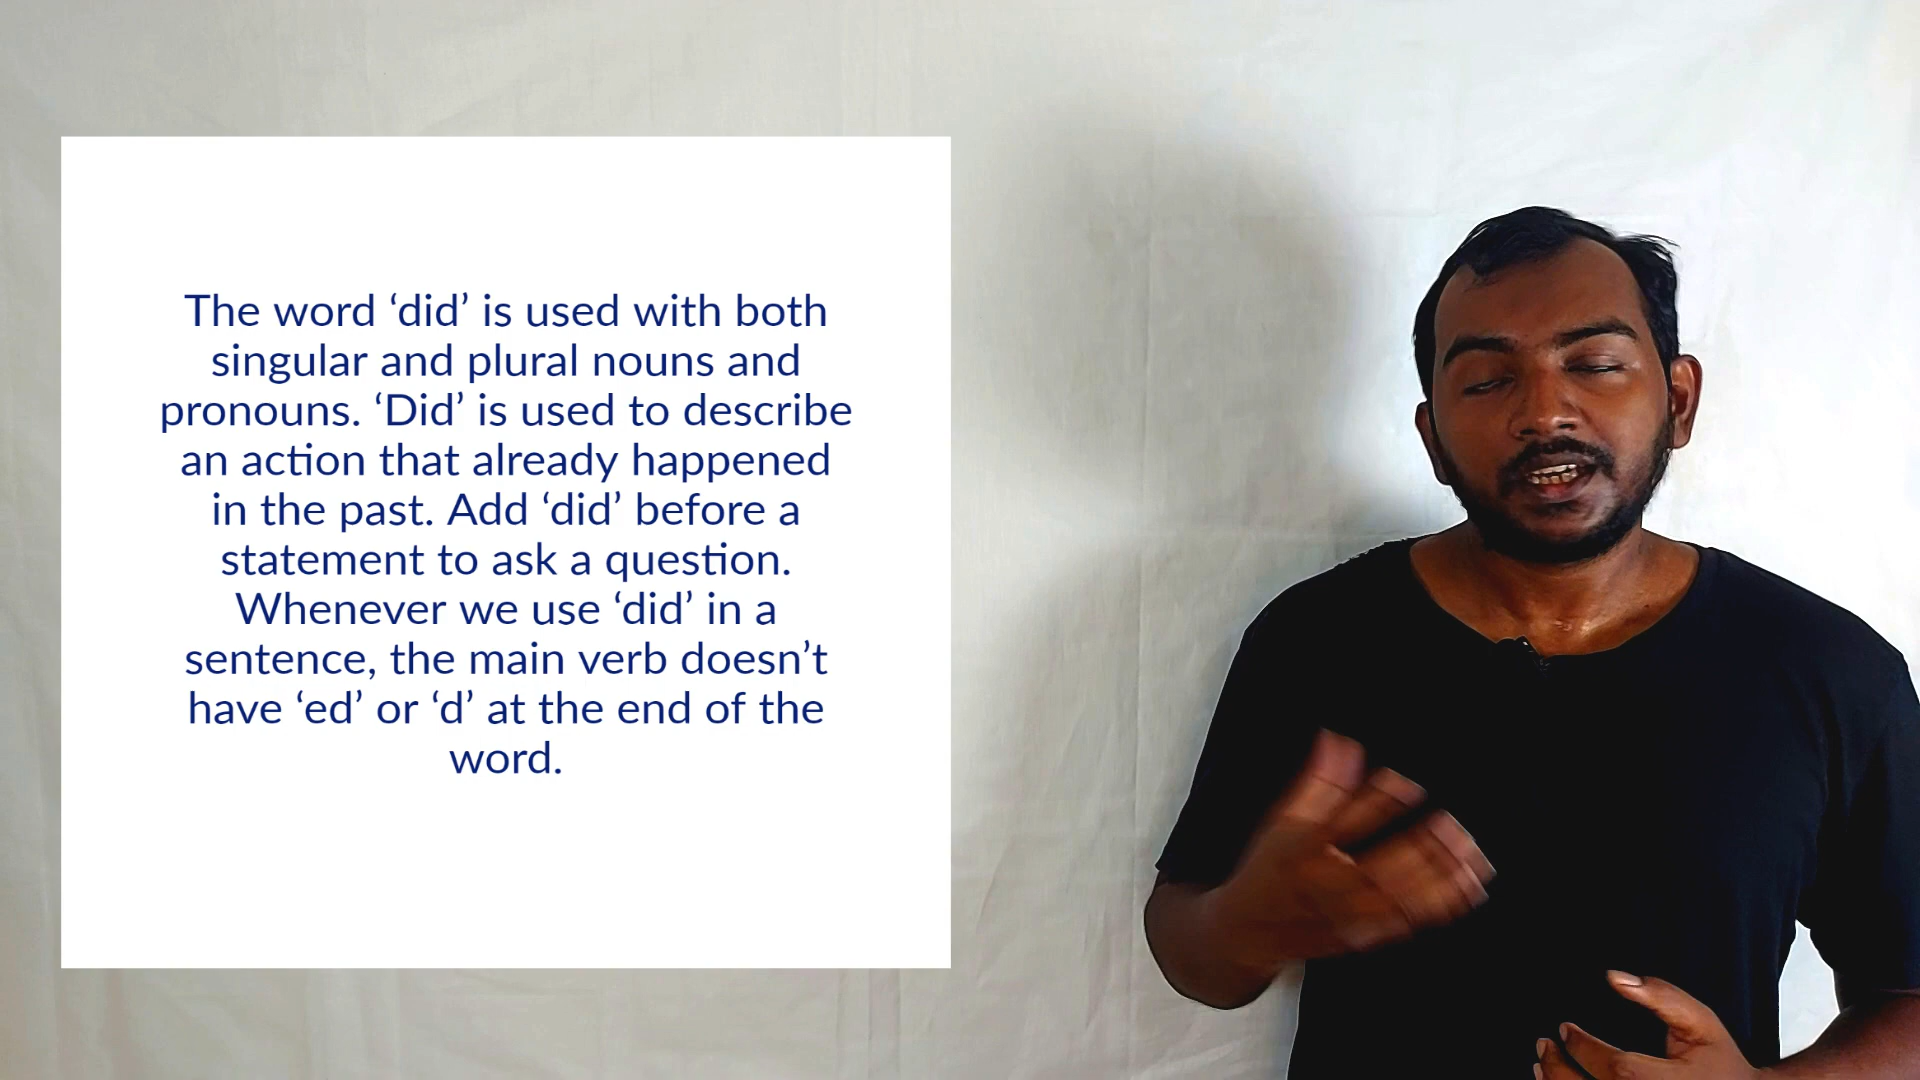 The word ‘did’ is used with both
singular and plural nouns and
pronouns. ‘Did’ is used to describe
an action that already happened
in the past. Add ‘did’ before a
statement to ask a question.
Whenever we use ‘did’ in a
sentence, the main verb doesn’t
have ‘ed’ or ‘d’ at the end of the
word.